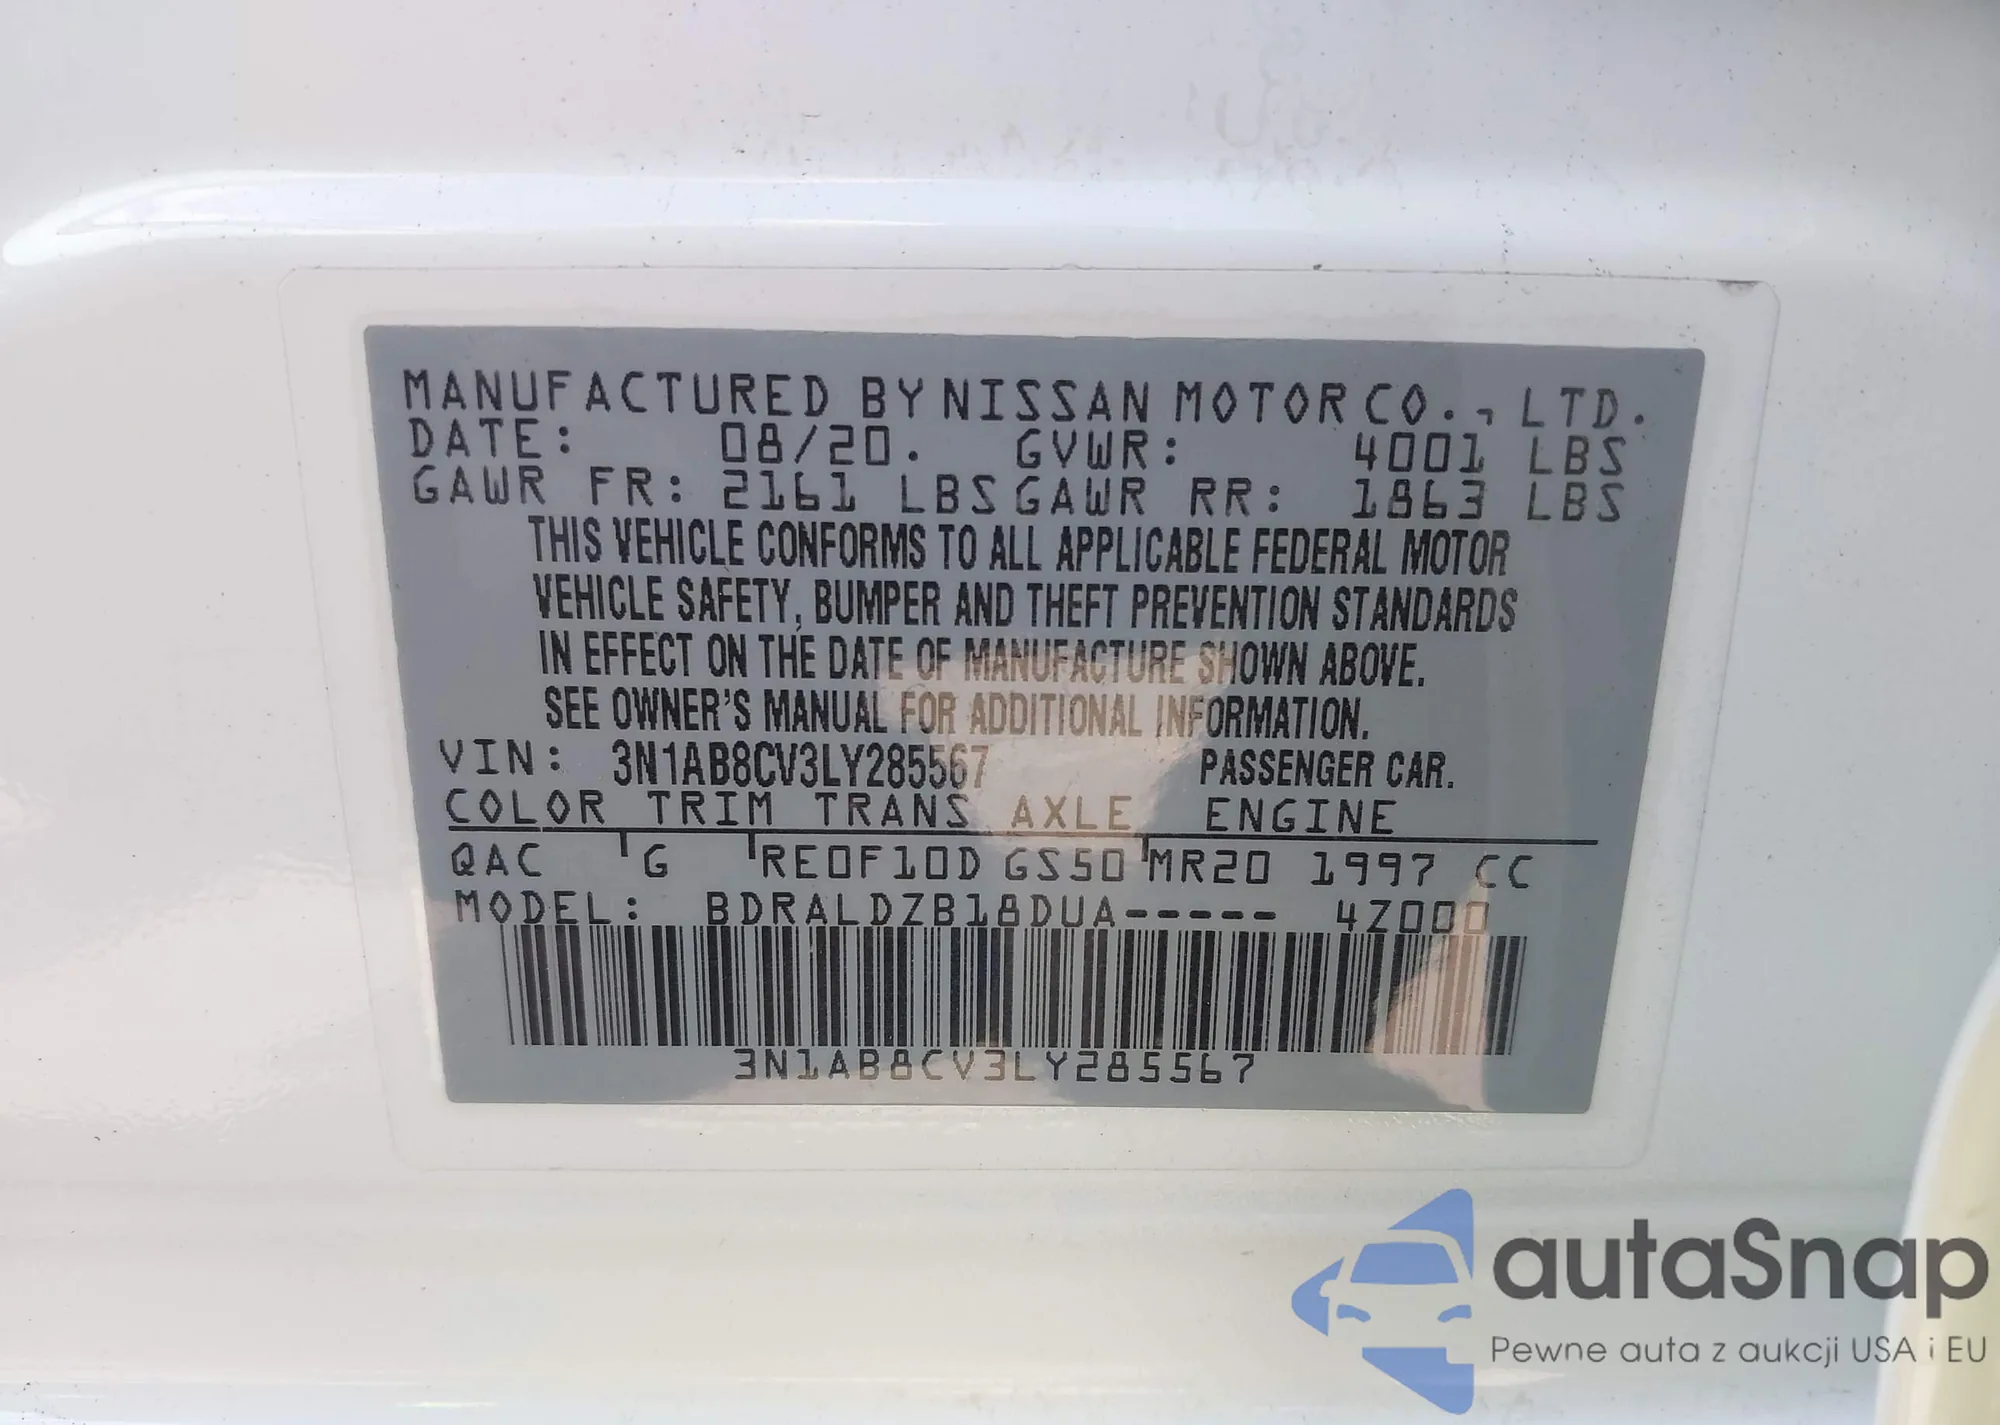 MANUFACTURED BY NISSAN MOTOR CO., LTD.
DATE: 08/20. GVWR: 4001 LBS
GAWR FR: 2161 LBS GAWR RR: 1863 LBS
THIS VEHICLE CONFORMS TO ALL APPLICABLE FEDERAL MOTOR
VEHICLE SAFETY, BUMPER AND THEFT PREVENTION STANDARDS
IN EFFECT ON THE DATE OF MANUFACTURE SHOWN ABOVE.
SEE OWNER'S MANUAL FOR ADDITIONAL INFORMATION.
VIN: 3N1AB8CV3LY285567 PASSENGER CAR.
COLOR TRIM TRANS AXLE ENGINE
QAC G RE0F10D GS50 MR20 1997 CC
MODEL: BDRALDZB18DUA----- 4Z000
3N1AB8CV3LY285567
autaSnap
Pewne auta z aukcji USA i EU